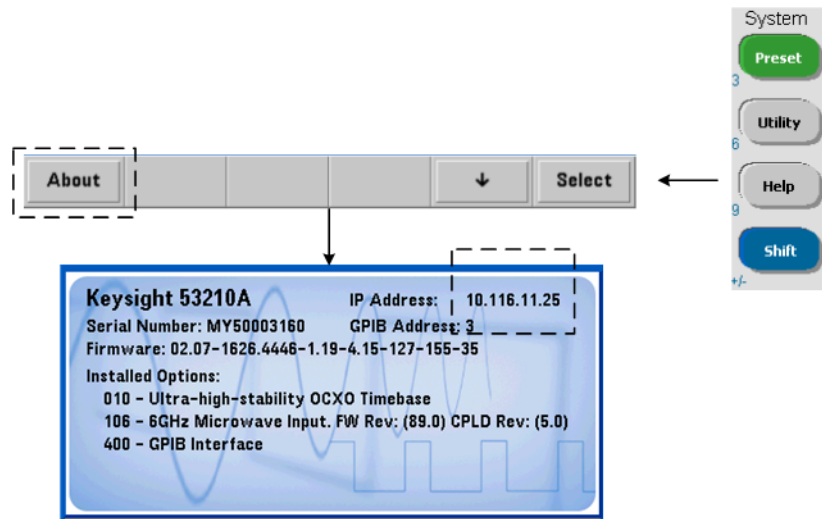 System
Preset
3
Utility
6
Help
9
Shift
+/-
About
↓
Select
Keysight 53210A IP Address: 10.116.11.25
Serial Number: MY50003160 GPIB Address: 3
Firmware: 02.07-1626.4446-1.19-4.15-127-155-35
Installed Options:
010 - Ultra-high-stability OCXO Timebase
106 - 6GHz Microwave Input. FW Rev: (89.0) CPLD Rev: (5.0)
400 - GPIB Interface